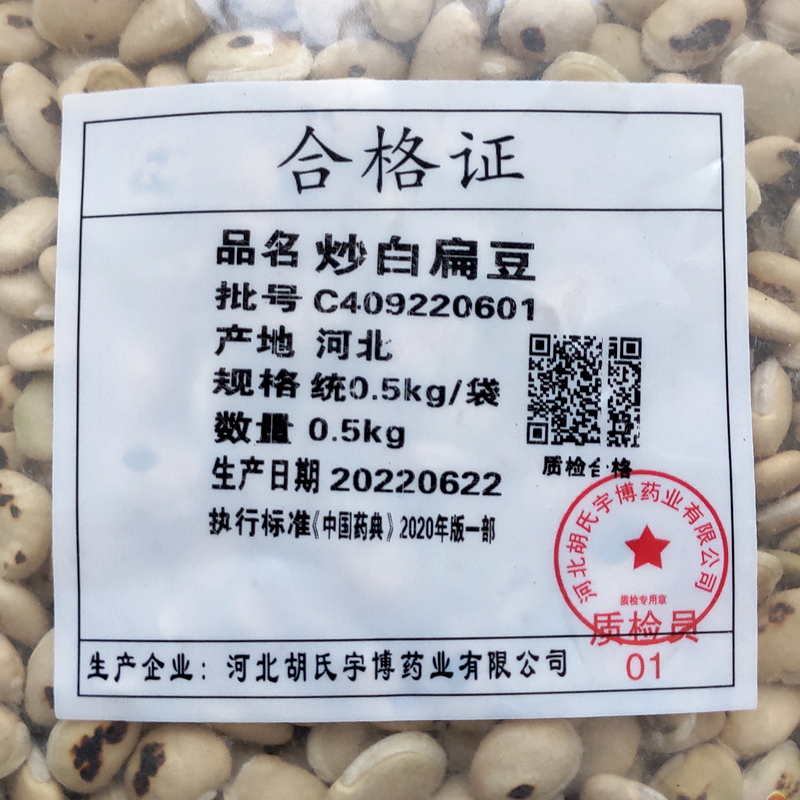 合格证
品名 炒白扁豆
批号 C409220601
产地 河北
规格 统0.5kg/袋
数量 0.5kg
生产日期 20220622
执行标准《中国药典》2020年版一部
质检合格
河北胡氏宇博药业有限公司
质检专用章
质检员
01
生产企业：河北胡氏宇博药业有限公司